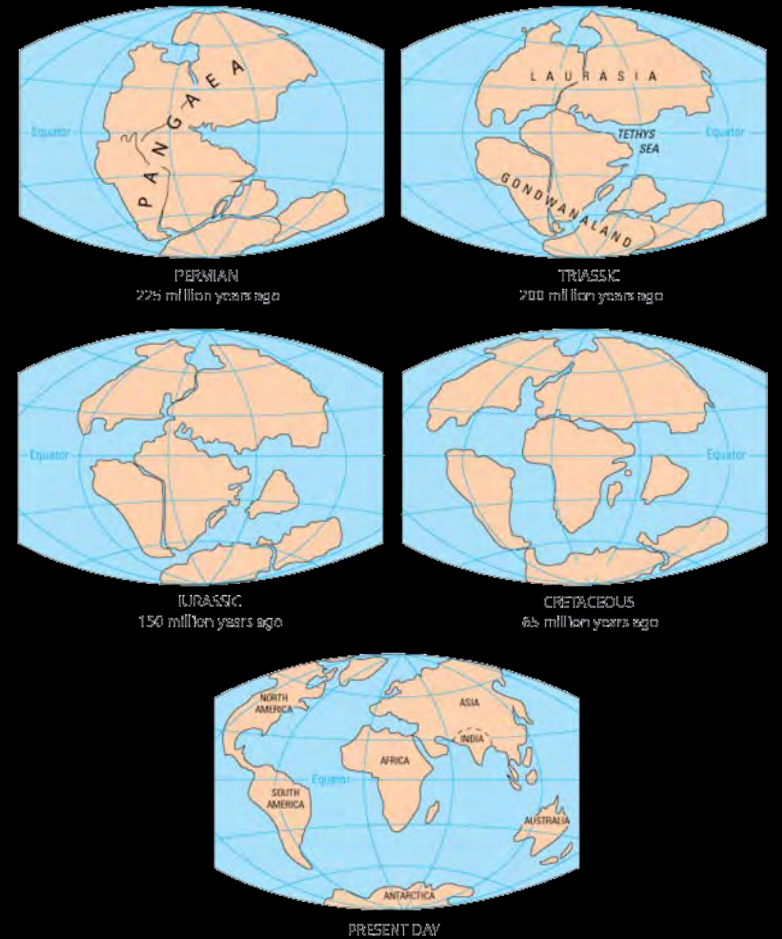 Equator
PANGAEA
PERMIAN
225 million years ago
LAURASIA
TETHYS
SEA
Equator
GONDWANALAND
TRIASSIC
200 million years ago
Equator
JURASSIC
150 million years ago
Equator
CRETACEOUS
65 million years ago
NORTH
AMERICA
ASIA
INDIA
AFRICA
Equator
SOUTH
AMERICA
AUSTRALIA
ANTARCTICA
PRESENT DAY